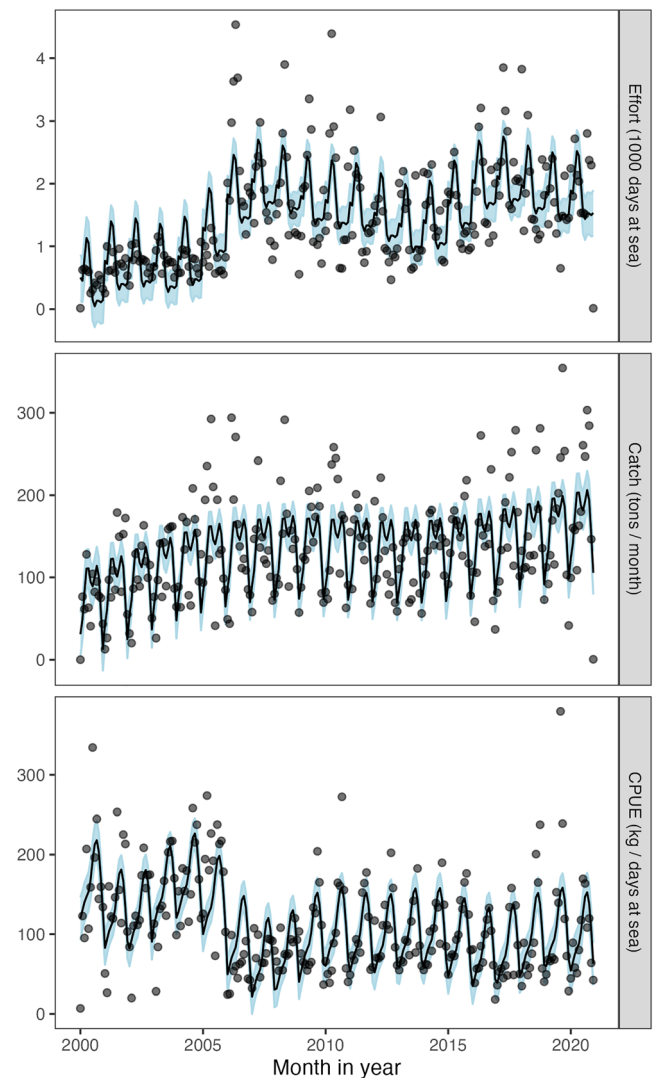 4
3
2
1
0
Effort (1000 days at sea)
300
200
100
0
Catch (tons / month)
300
200
100
0
CPUE (kg / days at sea)
2000 2005 2010 2015 2020
Month in year